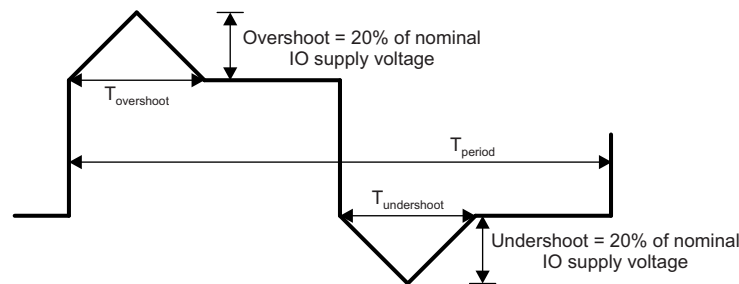 Overshoot = 20% of nominal
IO supply voltage
Tovershoot
Tperiod
Tundershoot
Undershoot = 20% of nominal
IO supply voltage